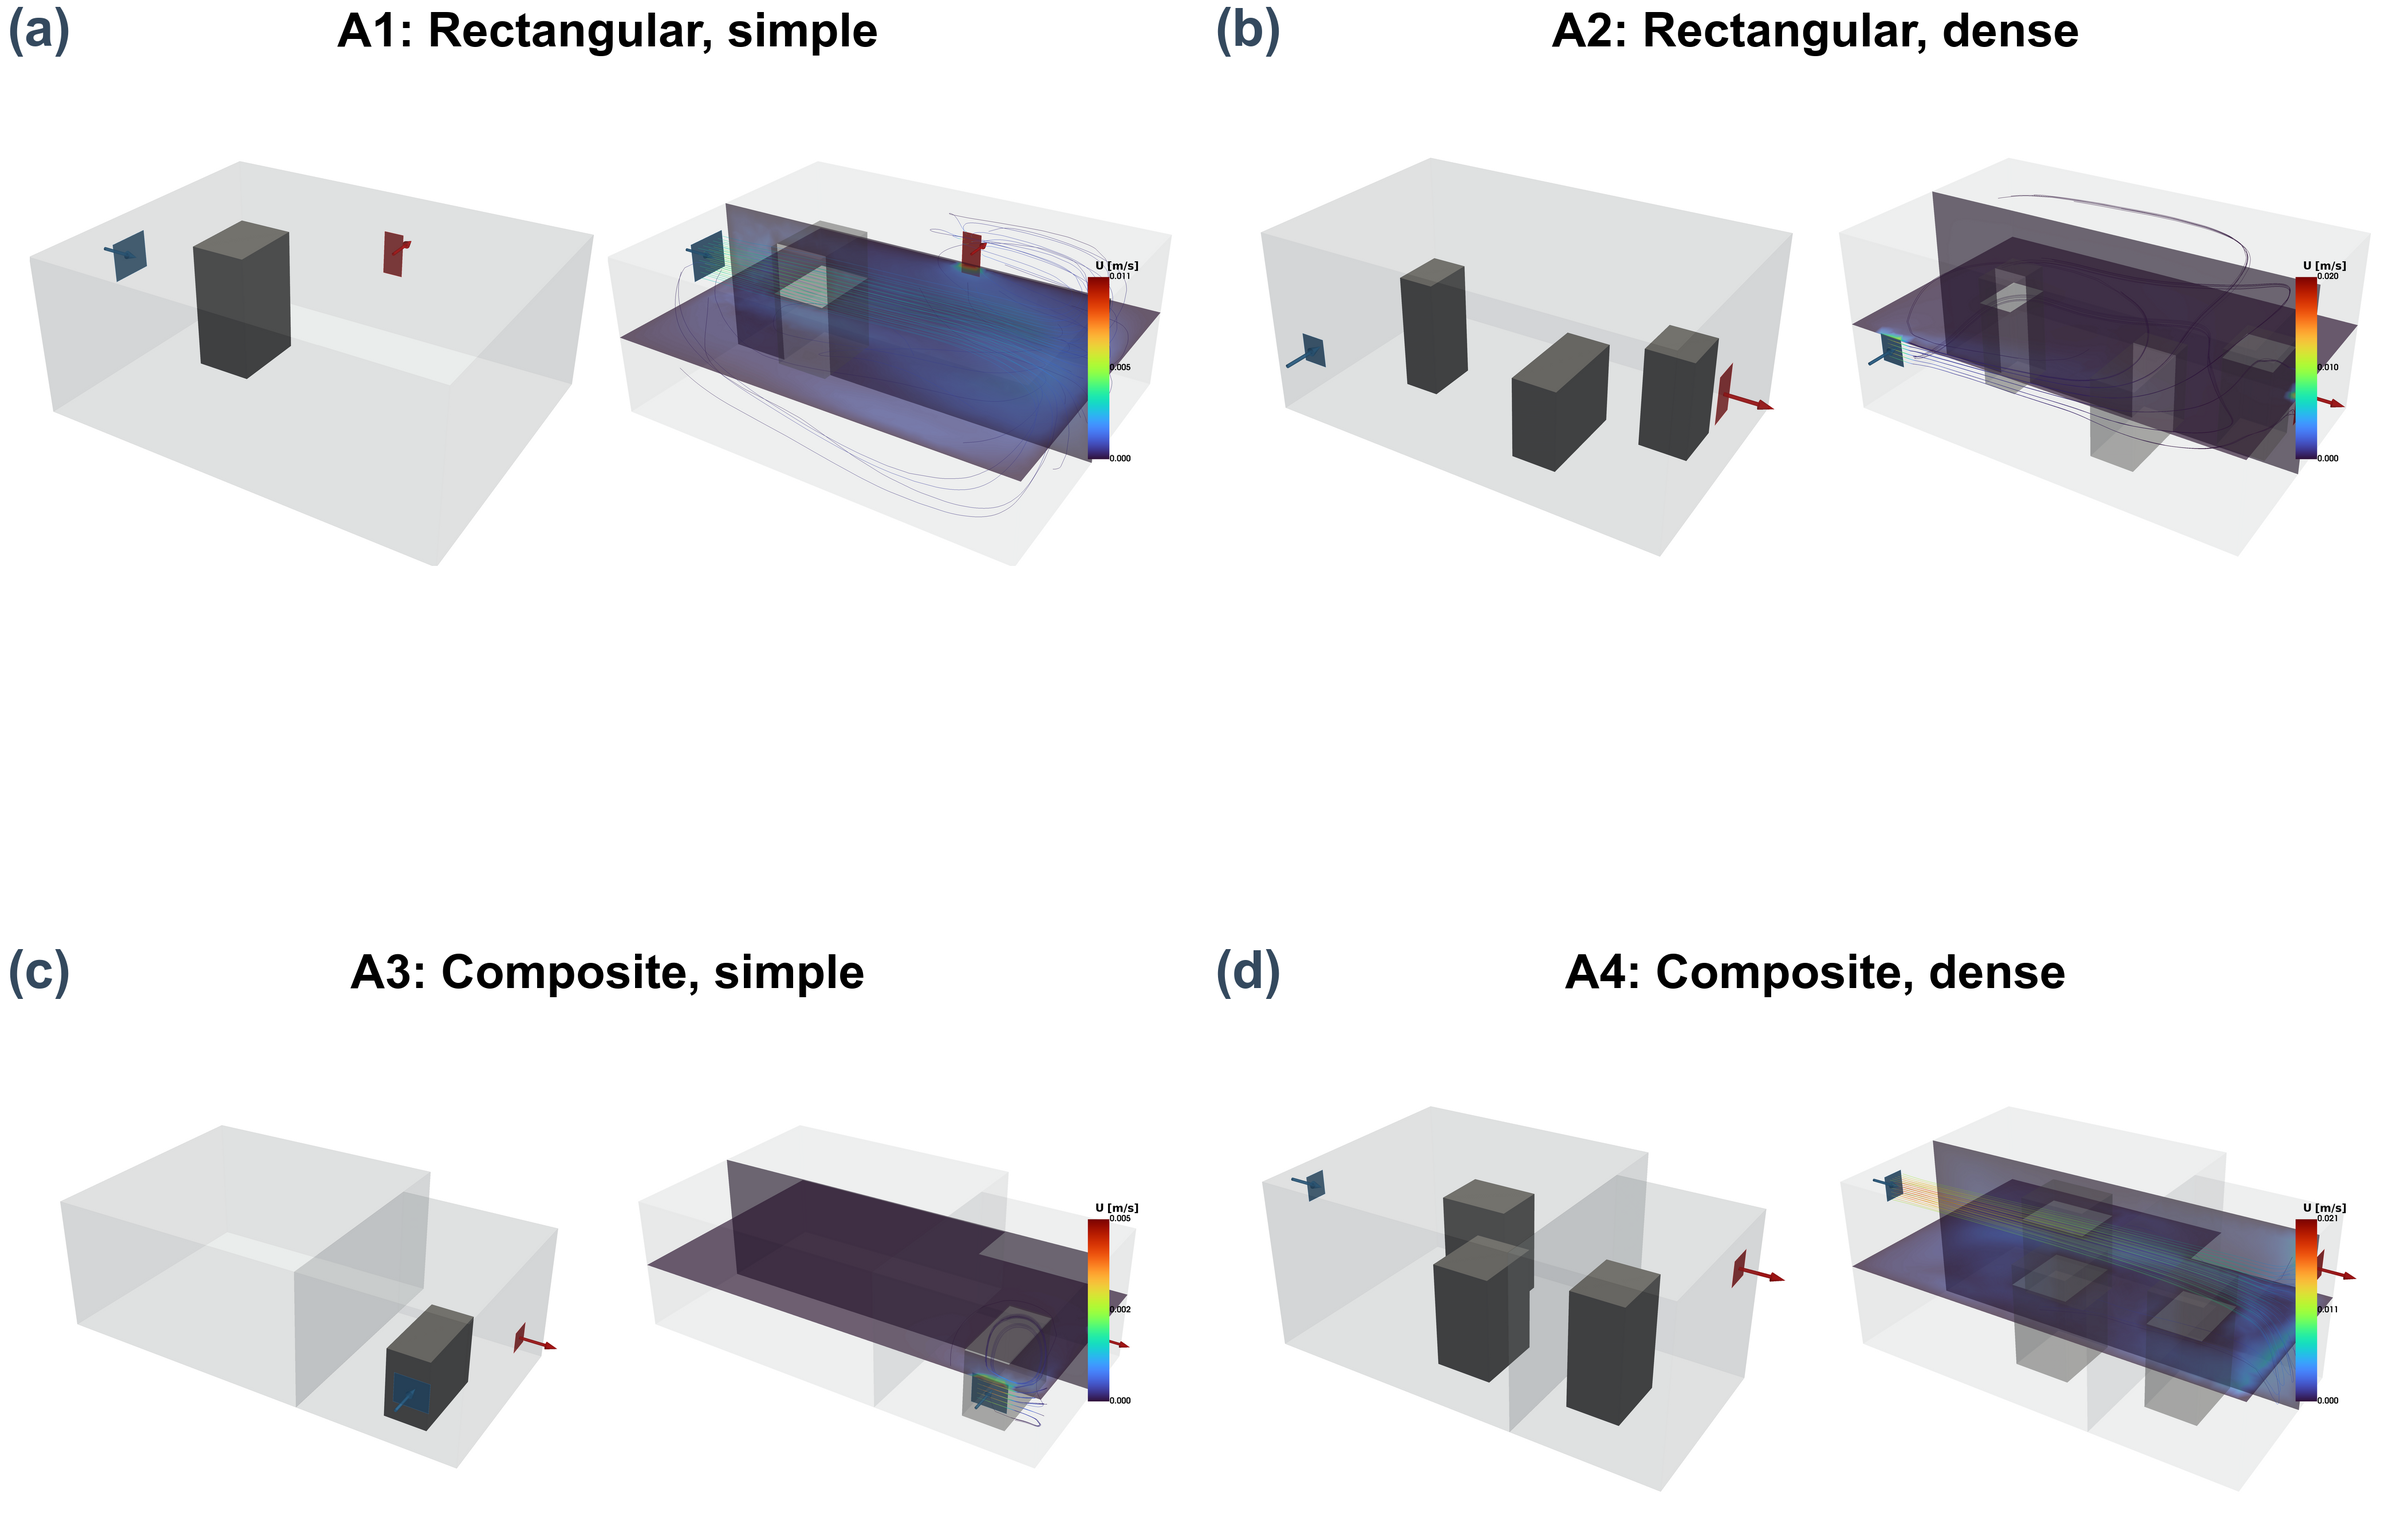 (a) A1: Rectangular, simple
U [m/s]
0.011
0.005
0.000
(b) A2: Rectangular, dense
U [m/s]
0.020
0.010
0.000
(c) A3: Composite, simple
U [m/s]
0.005
0.002
0.000
(d) A4: Composite, dense
U [m/s]
0.021
0.011
0.000